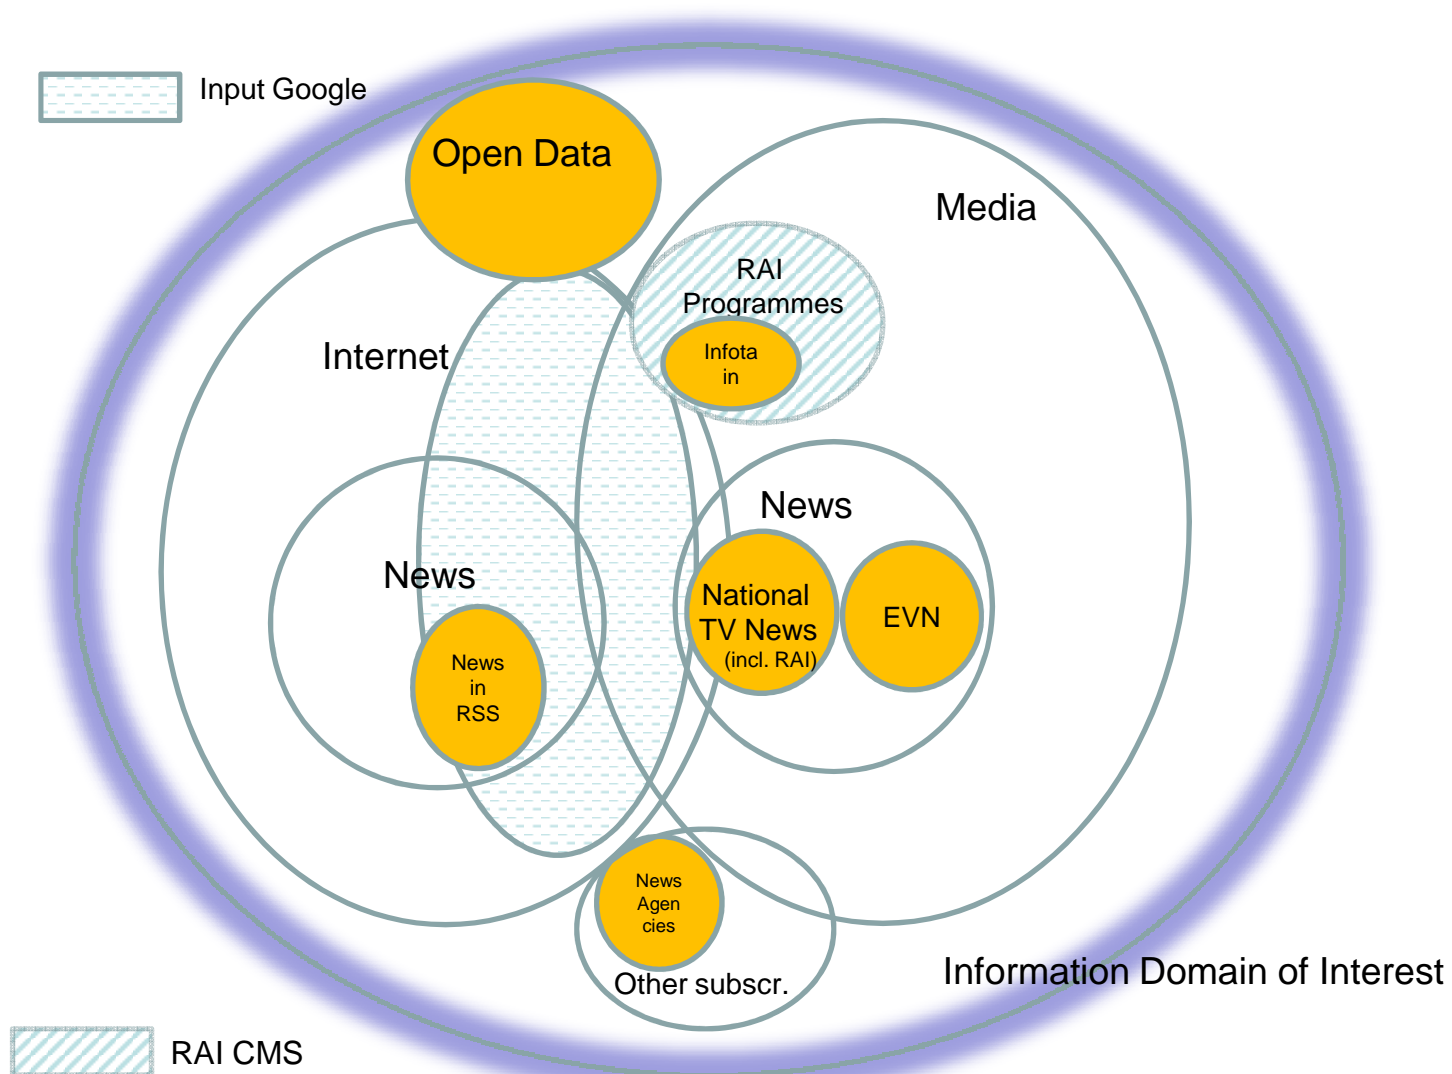 Input Google
Open Data
Media
RAI
Programmes
Infota
in
Internet
News
National
TV News
(incl. RAI)
EVN
News
News
in
RSS
News
Agen
cies
Other subscr.
Information Domain of Interest
RAI CMS